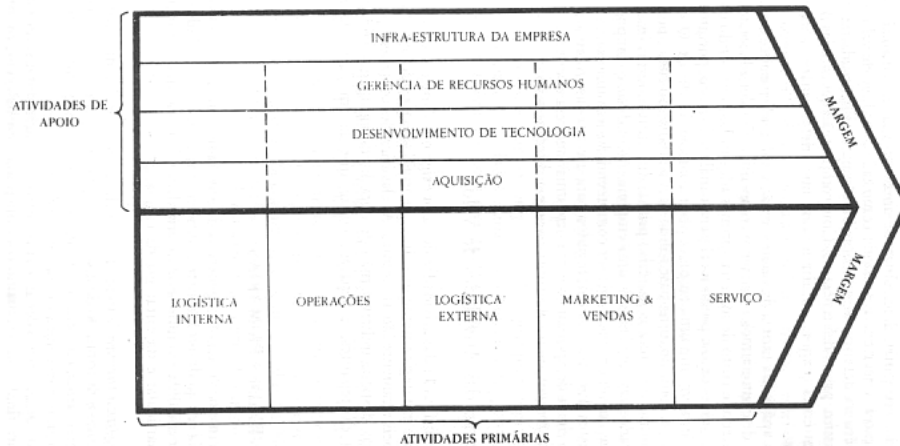 INFRA-ESTRUTURA DA EMPRESA
GERÊNCIA DE RECURSOS HUMANOS
ATIVIDADES DE
APOIO
DESENVOLVIMENTO DE TECNOLOGIA
AQUISIÇÃO
MARGEM
LOGÍSTICA
INTERNA
OPERAÇÕES
LOGÍSTICA
EXTERNA
MARKETING &
VENDAS
SERVIÇO
MARGEM
ATIVIDADES PRIMÁRIAS